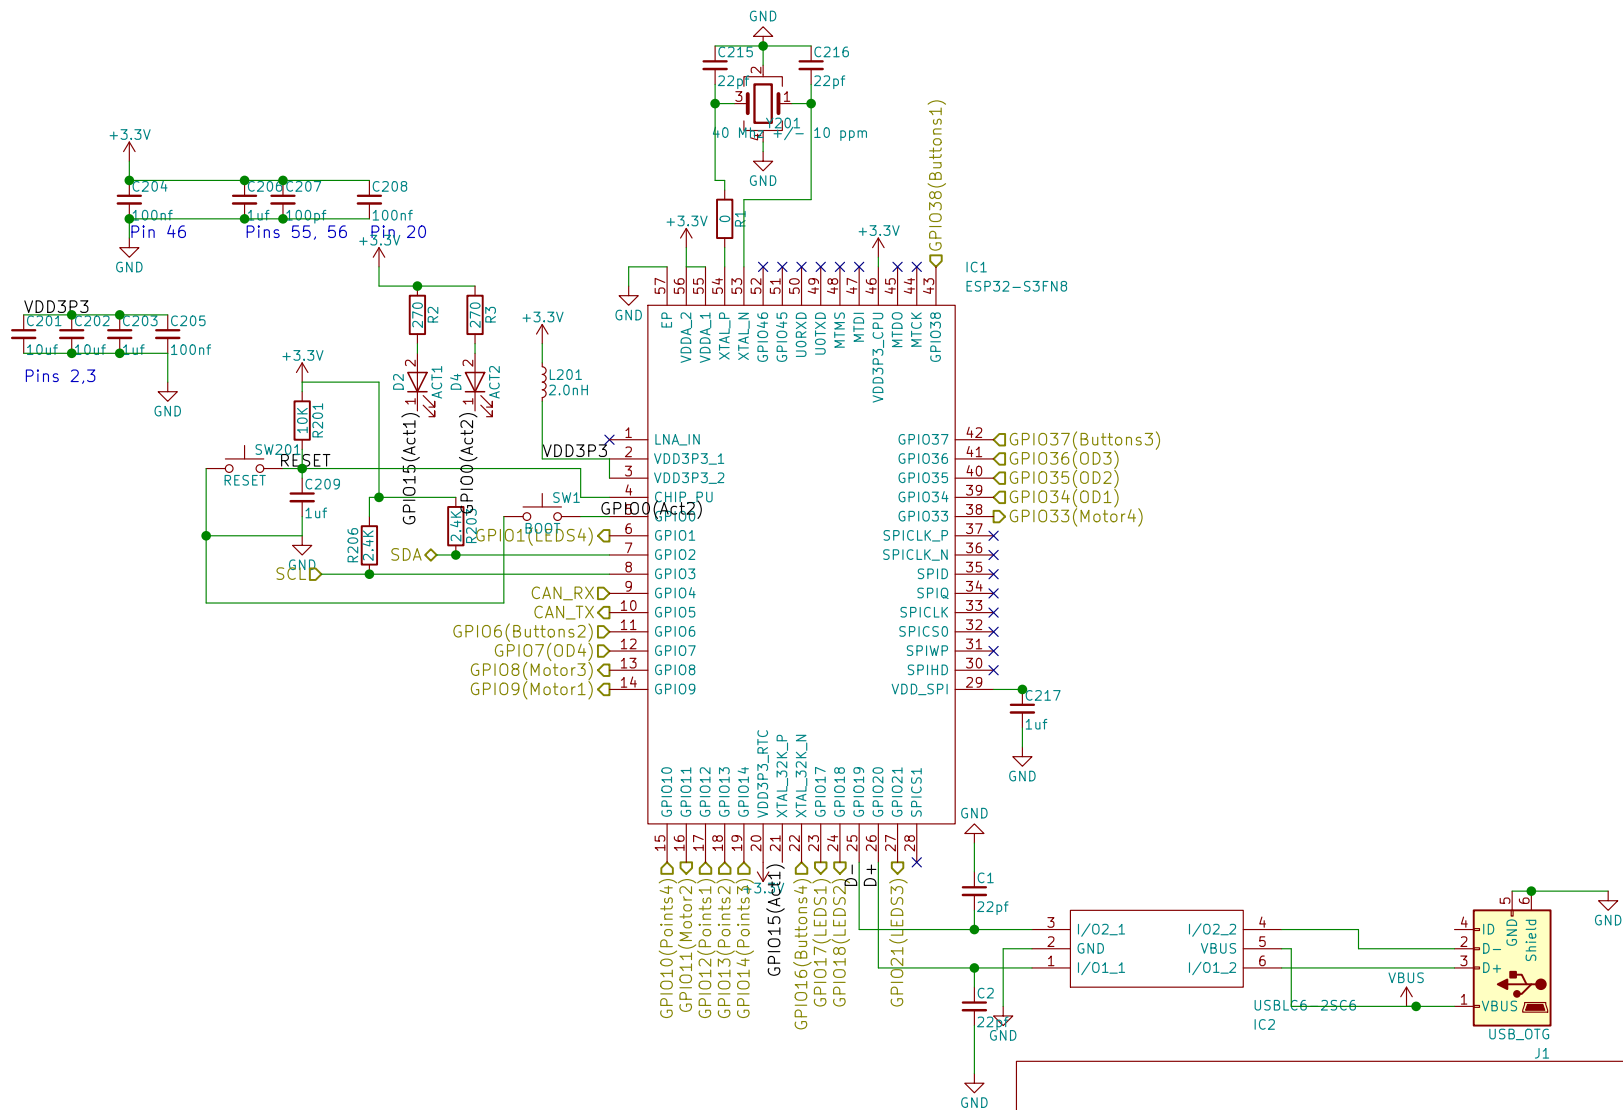 GND
C215
22pf
C216
22pf
2
3
1
4
Y201
40 Mhz +/- 10 ppm
GND
+3.3V
C204
100nf
C206
1uf
C207
100pf
C208
100nf
Pin 46
Pins 55, 56
Pin 20
GND
VDD3P3
C201
10uf
C202
10uf
C203
1uf
C205
100nf
Pins 2,3
GND
+3.3V
270
R2
270
R3
2
D2
ACT1
1
2
D4
ACT2
1
GPIO15(Act1)
GPIO0(Act2)
+3.3V
10K
R201
SW201
RESET
RESET
C209
1uf
GND
2.4K
R206
2.4K
R203
SDA
SCL
+3.3V
L201
2.0nH
VDD3P3
SW1
BOOT
GPIO0(Act2)
+3.3V
0
R1
GND
+3.3V
GPIO38(Buttons1)
IC1
ESP32-S3FN8
57
56
55
54
53
52
51
50
49
48
47
46
45
44
43
EP
VDDA_2
VDDA_1
XTAL_P
XTAL_N
GPIO46
GPIO45
U0RXD
U0TXD
MTMS
MTDI
VDD3P3_CPU
MTDO
MTCK
GPIO38
1 LNA_IN
2 VDD3P3_1
3 VDD3P3_2
4 CHIP_PU
5 GPIO0
GPIO1(LEDS4) 6 GPIO1
7 GPIO2
8 GPIO3
CAN_RX 9 GPIO4
CAN_TX 10 GPIO5
GPIO6(Buttons2) 11 GPIO6
GPIO7(OD4) 12 GPIO7
GPIO8(Motor3) 13 GPIO8
GPIO9(Motor1) 14 GPIO9
GPIO37 42 GPIO37(Buttons3)
GPIO36 41 GPIO36(OD3)
GPIO35 40 GPIO35(OD2)
GPIO34 39 GPIO34(OD1)
GPIO33 38 GPIO33(Motor4)
SPICLK_P 37
SPICLK_N 36
SPID 35
SPIQ 34
SPICLK 33
SPICS0 32
SPIWP 31
SPIHD 30
VDD_SPI 29
C217
1uf
GND
GPIO10
GPIO11
GPIO12
GPIO13
GPIO14
VDD3P3_RTC
XTAL_32K_P
XTAL_32K_N
GPIO17
GPIO18
GPIO19
GPIO20
GPIO21
SPICS1
15
16
17
18
19
20
21
22
23
24
25
26
27
28
GPIO10(Points4)
GPIO11(Motor2)
GPIO12(Points1)
GPIO13(Points2)
GPIO14(Points3)
+3.3V
GPIO15(Act1)
GPIO16(Buttons4)
GPIO17(LEDS1)
GPIO18(LEDS2)
D-
D+
GPIO21(LEDS3)
GND
C1
22pf
C2
22pf
GND
GND
3 I/O2_1
2 GND
1 I/O1_1
I/O2_2 4
VBUS 5
I/O1_2 6
USBLC6-2SC6
IC2
VBUS
5
6
GND
GND
Shield
4 ID
2 D-
3 D+
1 VBUS
USB_OTG
J1